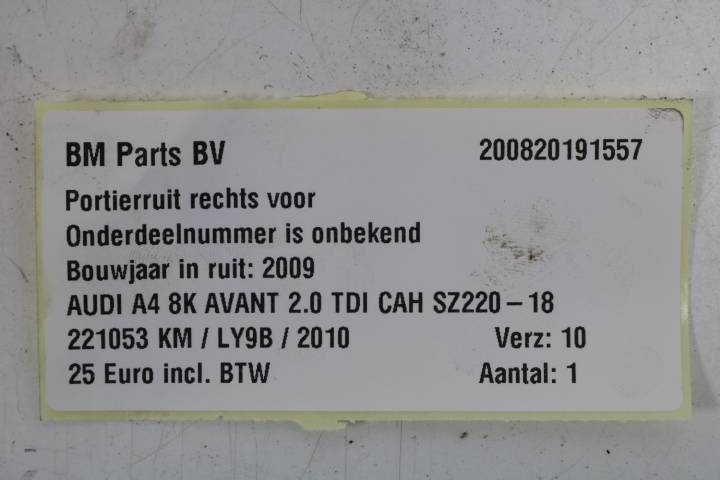 BM Parts BV 200820191557
Portierruit rechts voor
Onderdeelnummer is onbekend
Bouwjaar in ruit: 2009
AUDI A4 8K AVANT 2.0 TDI CAH SZ220-18
221053 KM / LY9B / 2010 Verz: 10
25 Euro incl. BTW Aantal: 1